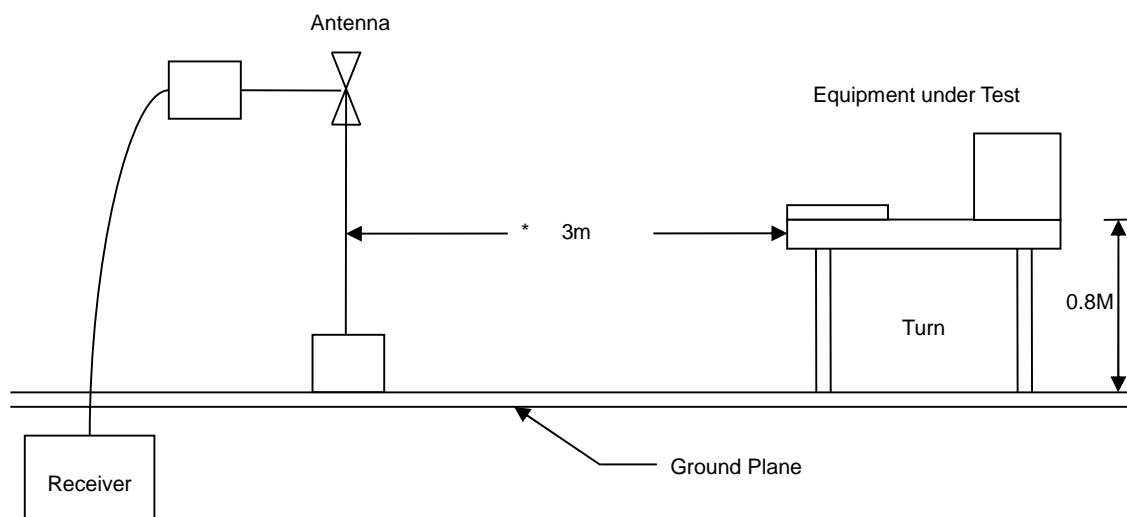 Antenna
Equipment under Test
* 3m
0.8M
Turn
Ground Plane
Receiver